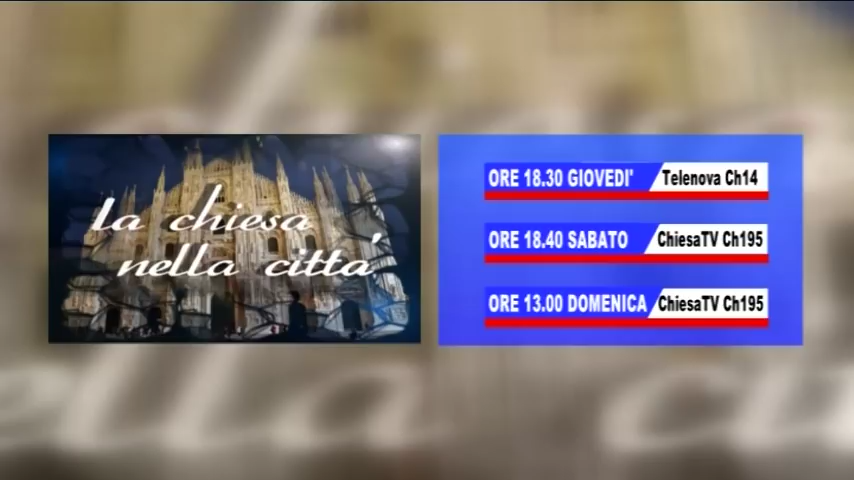 la chiesa
nella citta'
ORE 18.30 GIOVEDI' Telenova Ch14
ORE 18.40 SABATO ChiesaTV Ch195
ORE 13.00 DOMENICA ChiesaTV Ch195